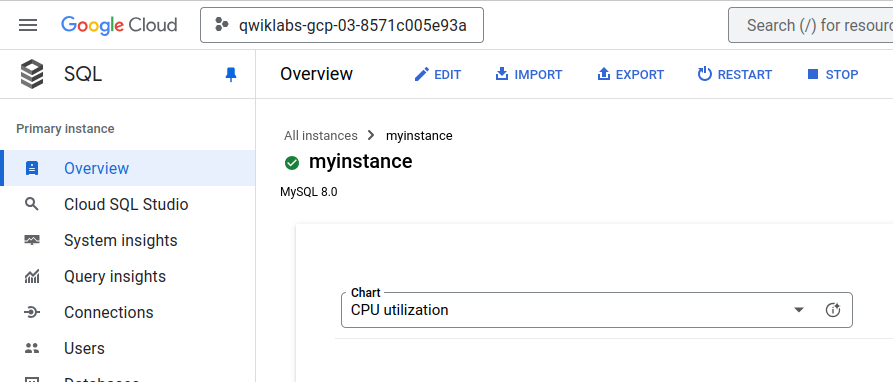 Google Cloud
qwiklabs-gcp-03-8571c005e93a
Search (/) for resour
SQL
Overview
EDIT
IMPORT
EXPORT
RESTART
STOP
Primary instance
Overview
Cloud SQL Studio
System insights
Query insights
Connections
Users
Databases
All instances
myinstance
myinstance
MySQL 8.0
Chart
CPU utilization